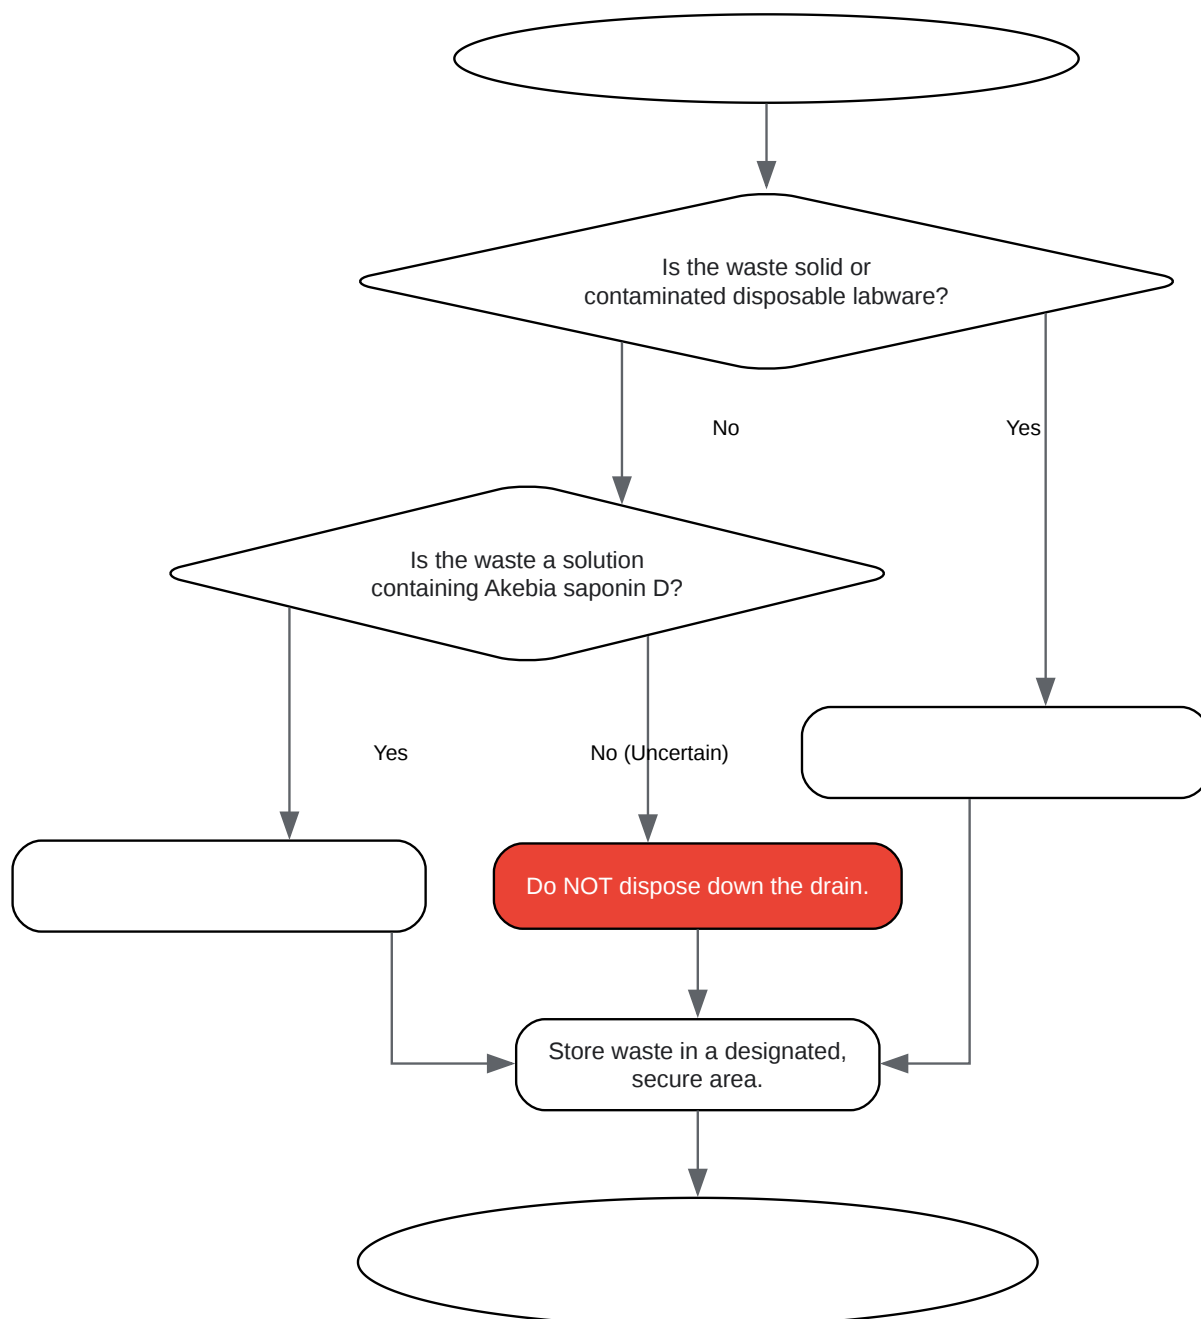 Is the waste solid or
contaminated disposable labware?
No
Yes
Is the waste a solution
containing Akebia saponin D?
Yes
No (Uncertain)
Do NOT dispose down the drain.
Store waste in a designated,
secure area.